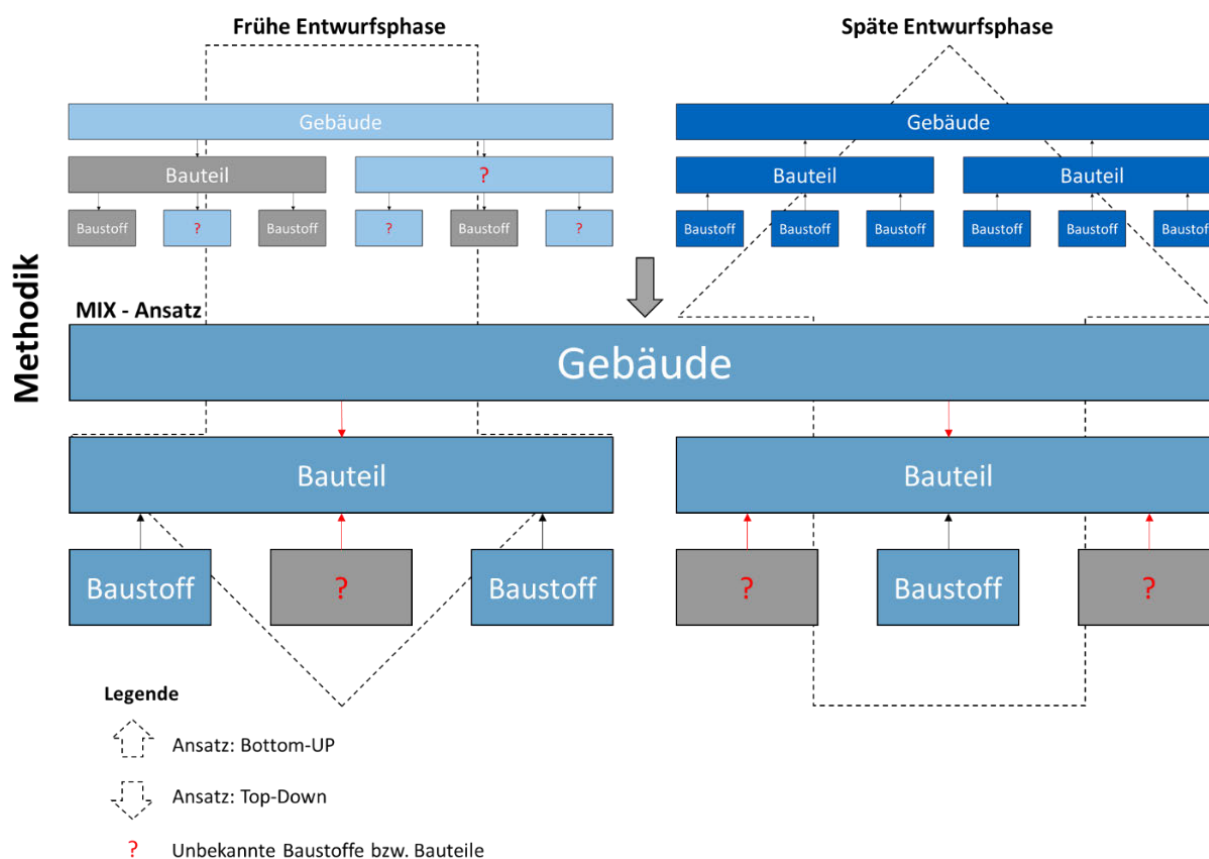 Frühe Entwurfsphase
Späte Entwurfsphase
Gebäude
Gebäude
Bauteil
?
Bauteil
Bauteil
Baustoff
?
Baustoff
?
Baustoff
?
Baustoff
Baustoff
Baustoff
Baustoff
Baustoff
Baustoff
Methodik
MIX - Ansatz
Gebäude
Bauteil
Bauteil
Baustoff
?
Baustoff
?
Baustoff
?
Legende
Ansatz: Bottom-UP
Ansatz: Top-Down
? Unbekannte Baustoffe bzw. Bauteile